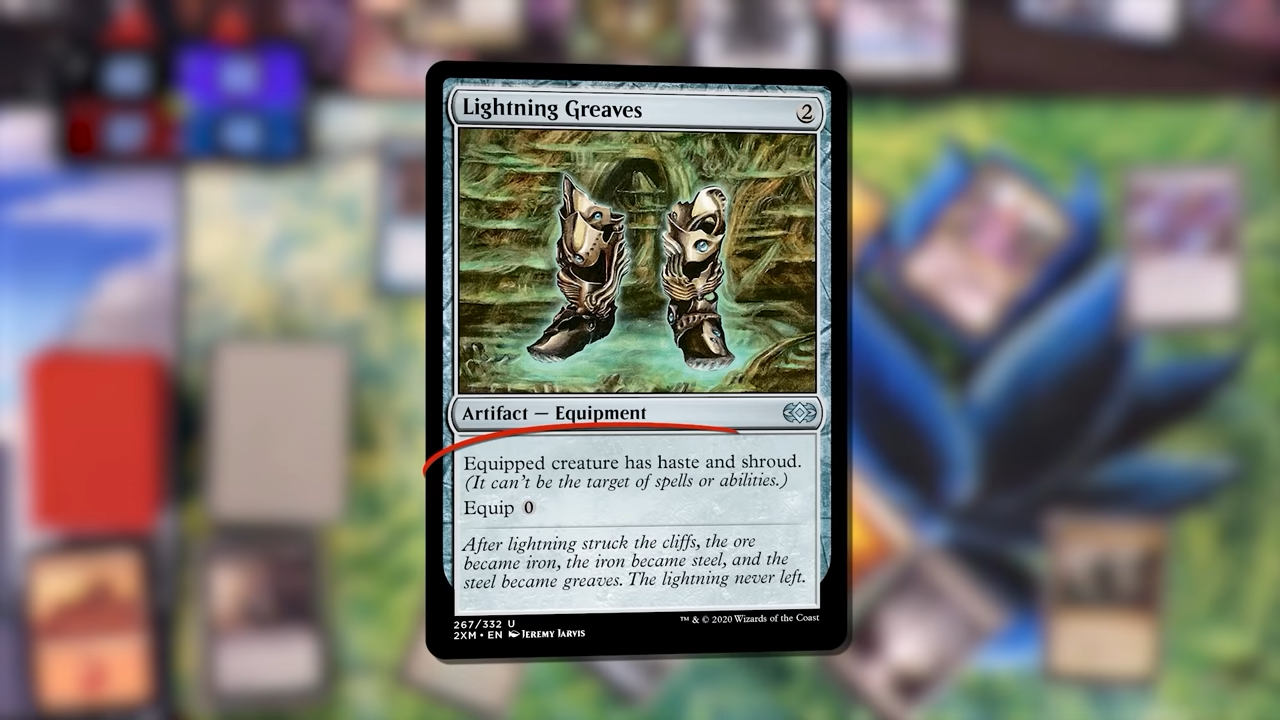 Lightning Greaves 2
Artifact — Equipment
Equipped creature has haste and shroud.
(It can't be the target of spells or abilities.)
Equip 0
After lightning struck the cliffs, the ore
became iron, the iron became steel, and the
steel became greaves. The lightning never left.
267/332 U
2XM • EN JEREMY JARVIS
™ & © 2020 Wizards of the Coast